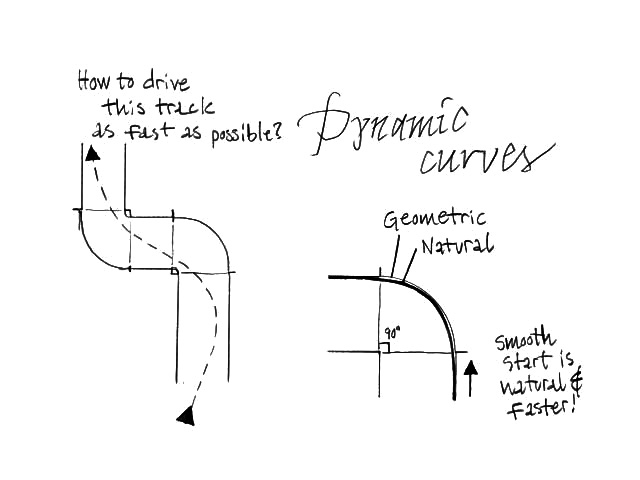 How to drive
this track
as fast as possible?
Dynamic
curves
Geometric
Natural
90°
Smooth
start is
natural &
faster!